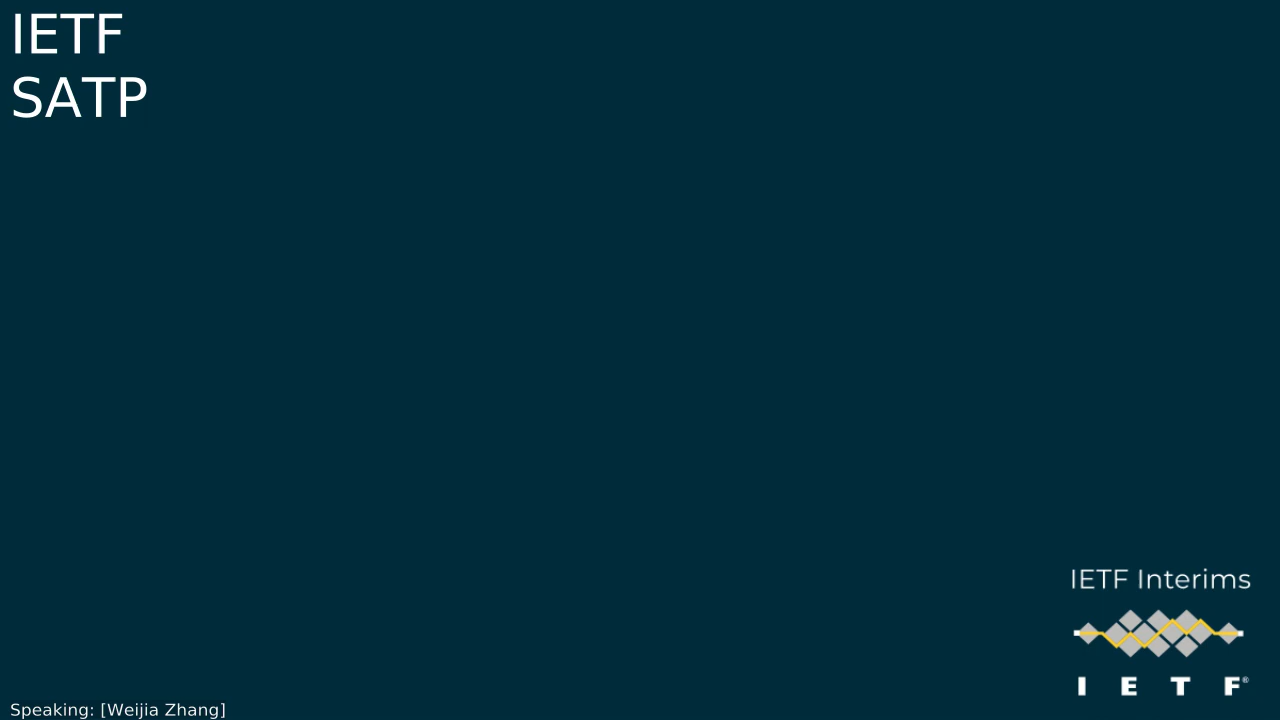 IETF
SATP
IETF Interims
I E T F®
Speaking: [Weijia Zhang]